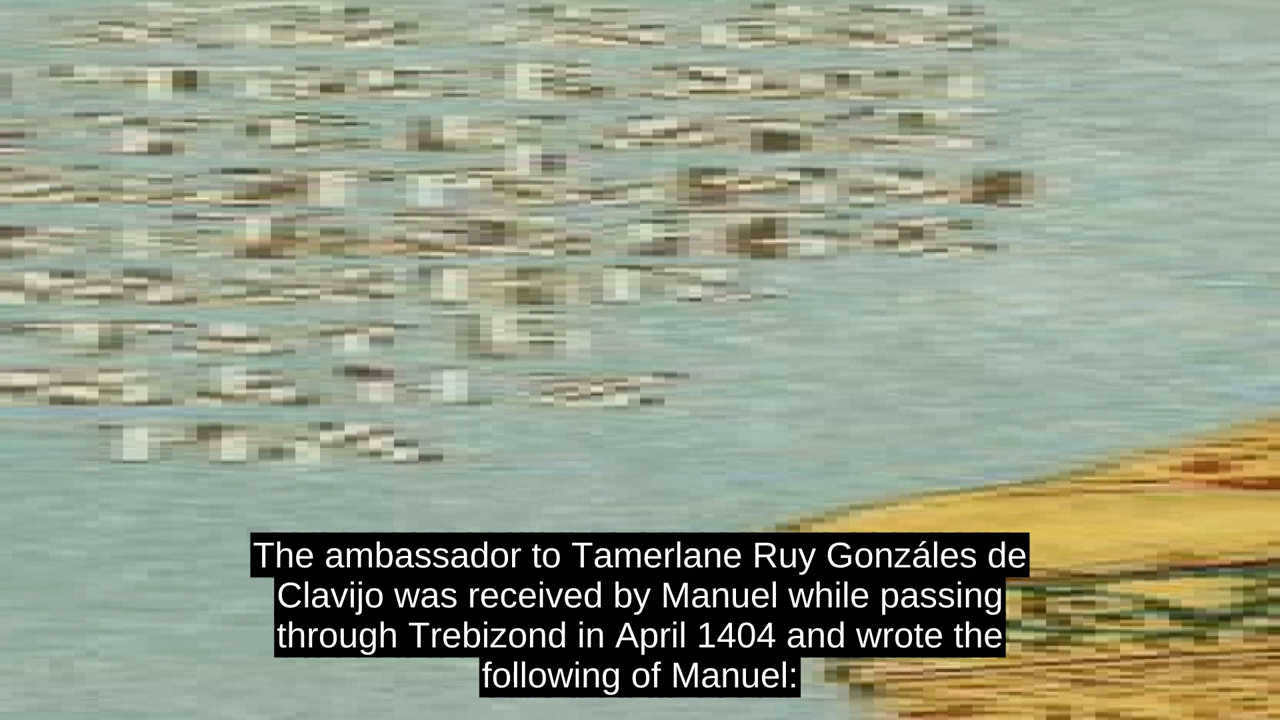 The ambassador to Tamerlane Ruy Gonzáles de
Clavijo was received by Manuel while passing
through Trebizond in April 1404 and wrote the
following of Manuel: